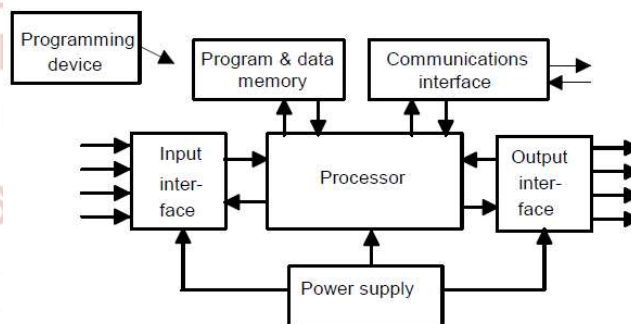 Programming
device
Program & data
memory
Communications
interface
Input
inter-
face
Processor
Output
inter-
face
Power supply